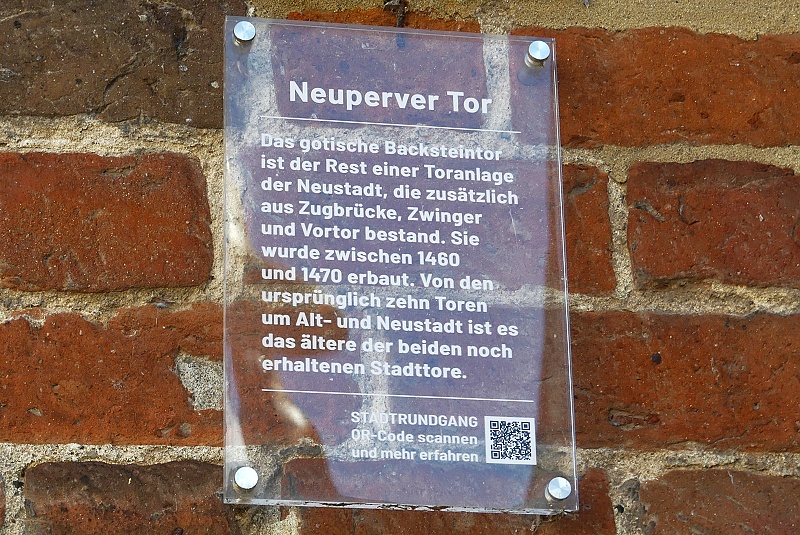 Neuperver Tor
Das gotische Backsteintor
ist der Rest einer Toranlage
der Neustadt, die zusätzlich
aus Zugbrücke, Zwinger
und Vortor bestand. Sie
wurde zwischen 1460
und 1470 erbaut. Von den
ursprünglich zehn Toren
um Alt- und Neustadt ist es
das ältere der beiden noch
erhaltenen Stadttore.
STADTRUNDGANG
QR-Code scannen
und mehr erfahren